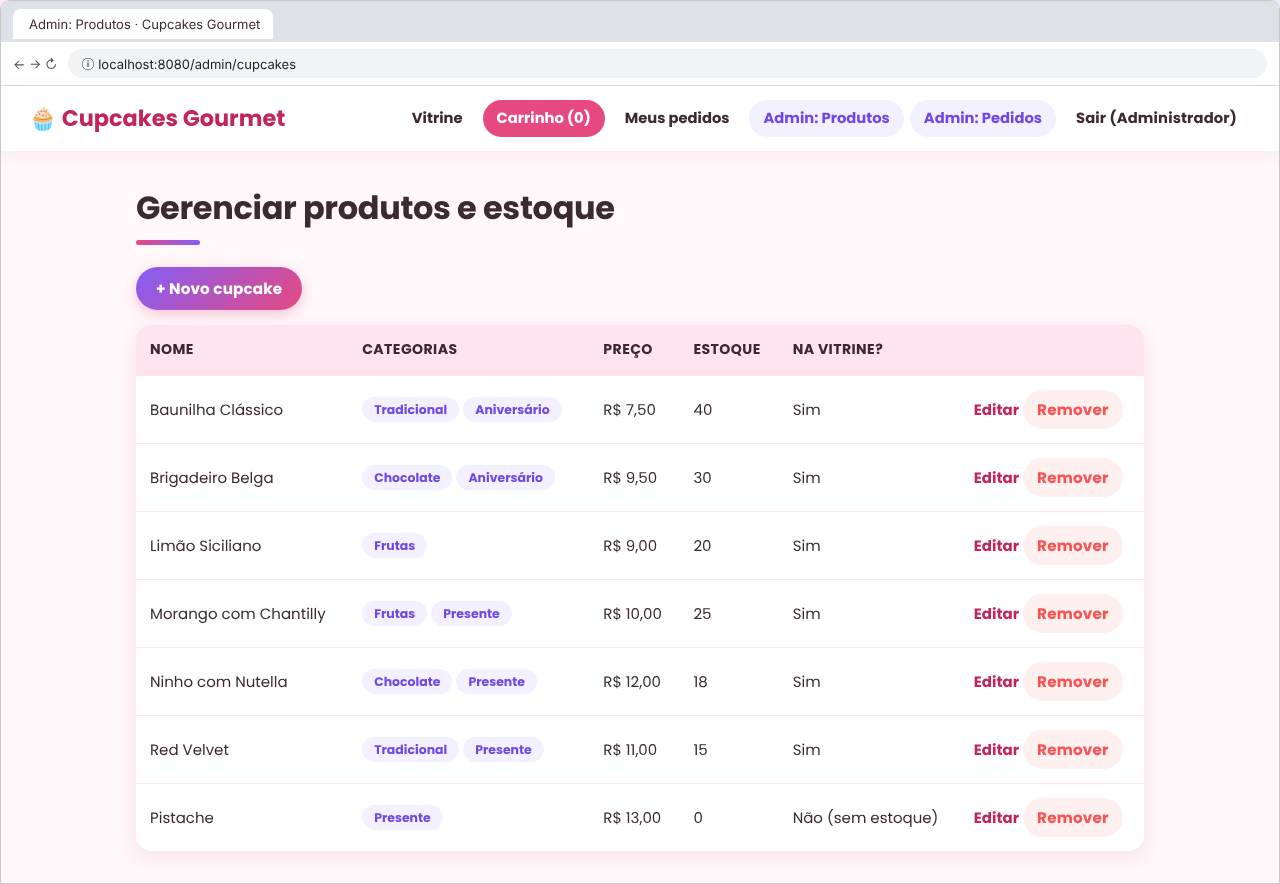 Admin: Produtos · Cupcakes Gourmet
localhost:8080/admin/cupcakes
Cupcakes Gourmet Vitrine Carrinho (0) Meus pedidos Admin: Produtos Admin: Pedidos Sair (Administrador)
Gerenciar produtos e estoque
+ Novo cupcake
NOME CATEGORIAS PREÇO ESTOQUE NA VITRINE?
Baunilha Clássico Tradicional Aniversário R$ 7,50 40 Sim Editar Remover
Brigadeiro Belga Chocolate Aniversário R$ 9,50 30 Sim Editar Remover
Limão Siciliano Frutas R$ 9,00 20 Sim Editar Remover
Morango com Chantilly Frutas Presente R$ 10,00 25 Sim Editar Remover
Ninho com Nutella Chocolate Presente R$ 12,00 18 Sim Editar Remover
Red Velvet Tradicional Presente R$ 11,00 15 Sim Editar Remover
Pistache Presente R$ 13,00 0 Não (sem estoque) Editar Remover